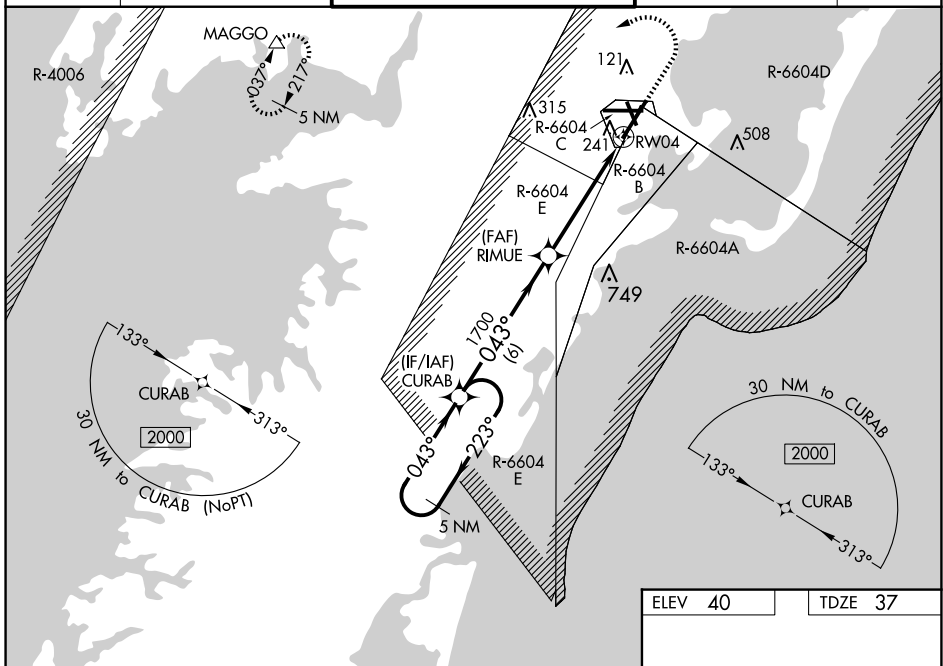 MAGGO
R-4006
037°
217°
5 NM
121
R-6604D
315
R-6604
C
241
RW04
508
R-6604
B
R-6604
E
(FAF)
RIMUE
R-6604A
749
1700
043°
(6)
(IF/IAF)
CURAB
133°
CURAB
313°
2000
30 NM to CURAB (NoPT)
043°
223°
R-6604
E
5 NM
30 NM to CURAB
2000
133°
CURAB
313°
ELEV 40
TDZE 37